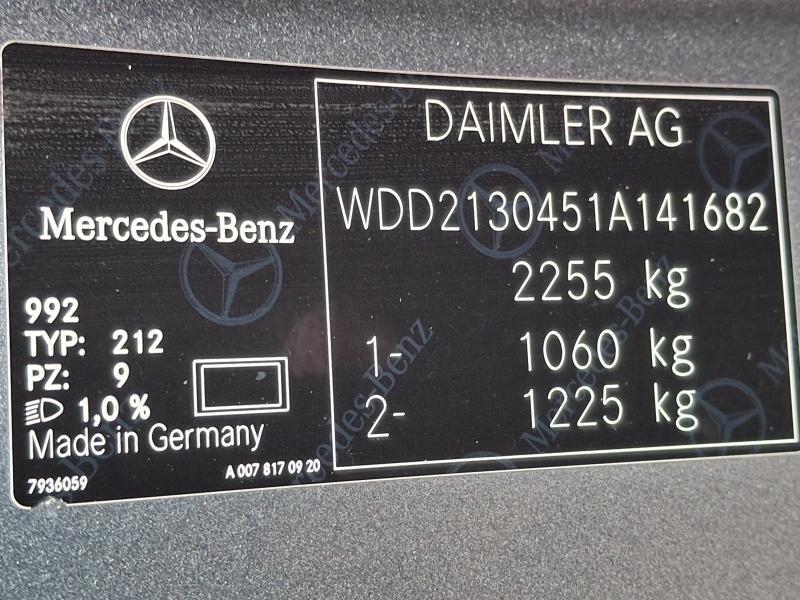 Mercedes-Benz
992
TYP: 212
PZ: 9
1,0 %
Made in Germany
7936059
A 007 817 09 20
DAIMLER AG
WDD2130451A141682
2255 kg
1- 1060 kg
2- 1225 kg